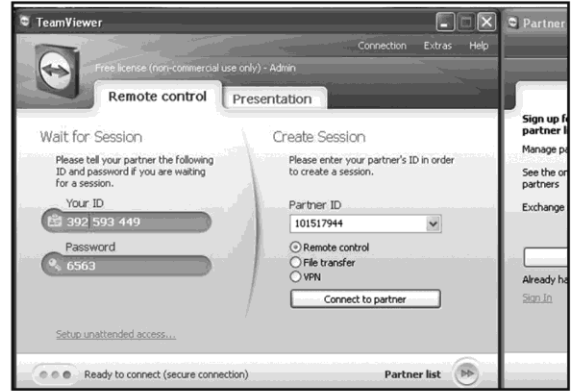 TeamViewer
Connection Extras Help
Free license (non-commercial use only) - Admin
Remote control
Presentation
Wait for Session
Please tell your partner the following
ID and password if you are waiting
for a session.
Your ID
392 593 449
Password
6563
Setup unattended access...
Create Session
Please enter your partner's ID in order
to create a session.
Partner ID
101517944
Remote control
File transfer
VPN
Connect to partner
Ready to connect (secure connection)
Partner list
Partner
Sign up f
partner l
Manage pa
See the on
partners
Exchange
Already ha
Sign In